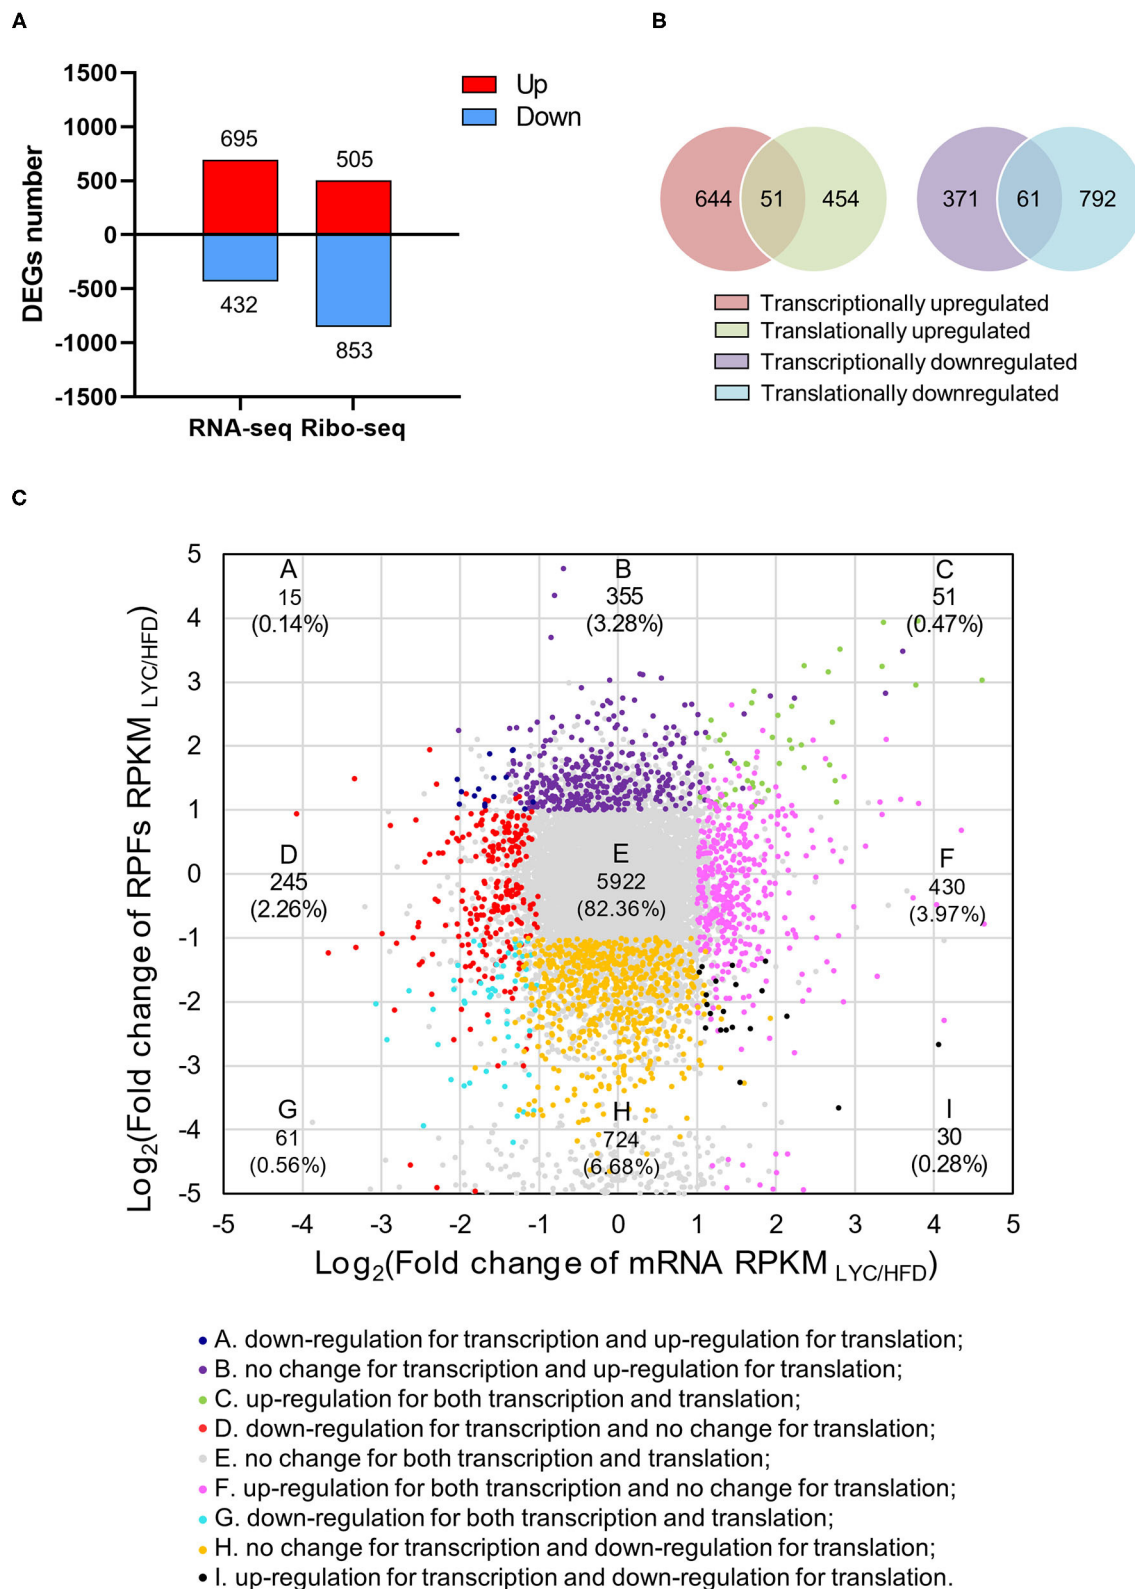 A
1500
1000
500
0
-500
-1000
-1500
DEGs number
695
505
432
853
RNA-seq Ribo-seq
Up
Down
B
644 51 454
371 61 792
Transcriptionally upregulated
Translationally upregulated
Transcriptionally downregulated
Translationally downregulated
C
Log2(Fold change of RPFs RPKM LYC/HFD)
5
4
3
2
1
0
-1
-2
-3
-4
-5
A
15
(0.14%)
B
355
(3.28%)
C
51
(0.47%)
D
245
(2.26%)
E
5922
(82.36%)
F
430
(3.97%)
G
61
(0.56%)
H
724
(6.68%)
I
30
(0.28%)
-5 -4 -3 -2 -1 0 1 2 3 4 5
Log2(Fold change of mRNA RPKM LYC/HFD)
A. down-regulation for transcription and up-regulation for translation;
B. no change for transcription and up-regulation for translation;
C. up-regulation for both transcription and translation;
D. down-regulation for transcription and no change for translation;
E. no change for both transcription and translation;
F. up-regulation for both transcription and no change for translation;
G. down-regulation for both transcription and translation;
H. no change for transcription and down-regulation for translation;
I. up-regulation for transcription and down-regulation for translation.